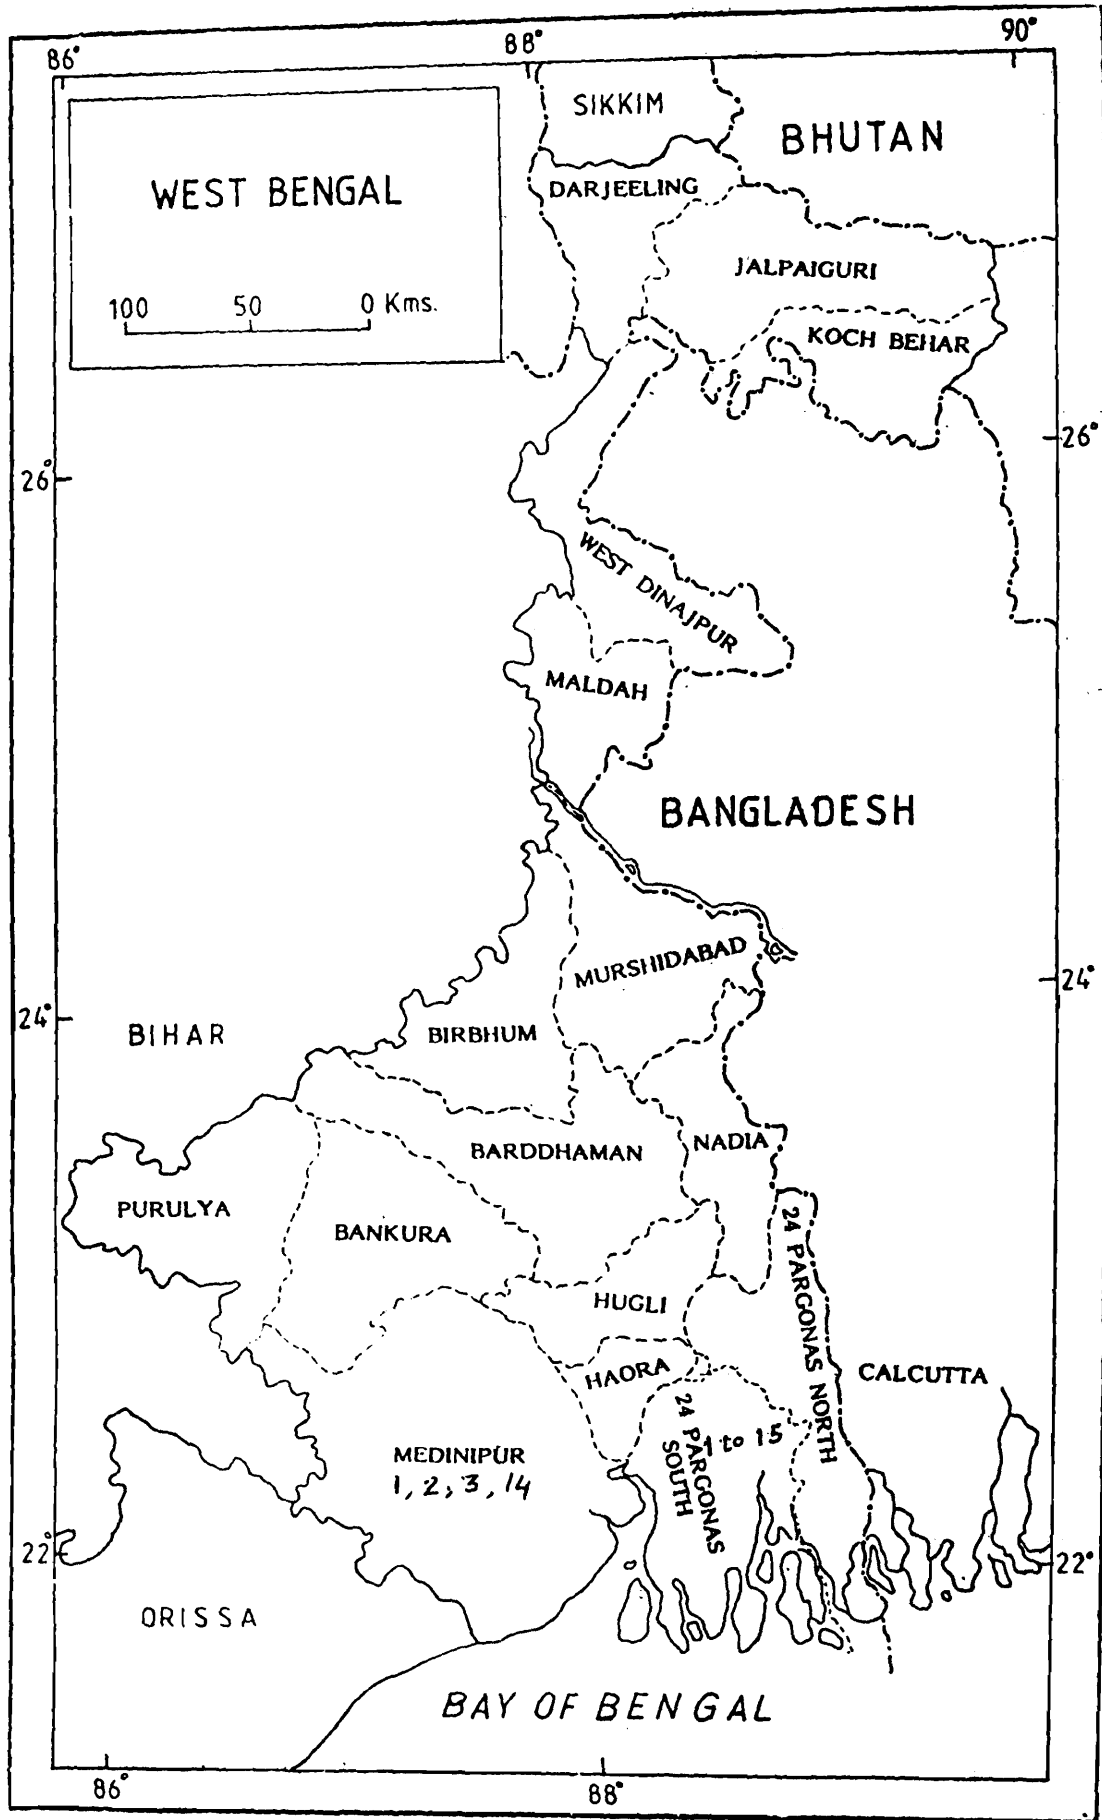 86°
88°
90°
SIKKIM
BHUTAN
WEST BENGAL
DARJEELING
JALPAIGURI
100 50 0 Kms.
KOCH BEHAR
26°
26°
WEST DINAJPUR
MALDAH
BANGLADESH
MURSHIDABAD
24°
24°
BIHAR
BIRBHUM
BARDDHAMAN
NADIA
PURULYA
BANKURA
24 PARGONAS NORTH
HUGLI
HAORA
CALCUTTA
24 PARGONAS
SOUTH
1 to 15
MEDINIPUR
1, 2, 3, 14
22°
22°
ORISSA
BAY OF BENGAL
86°
88°